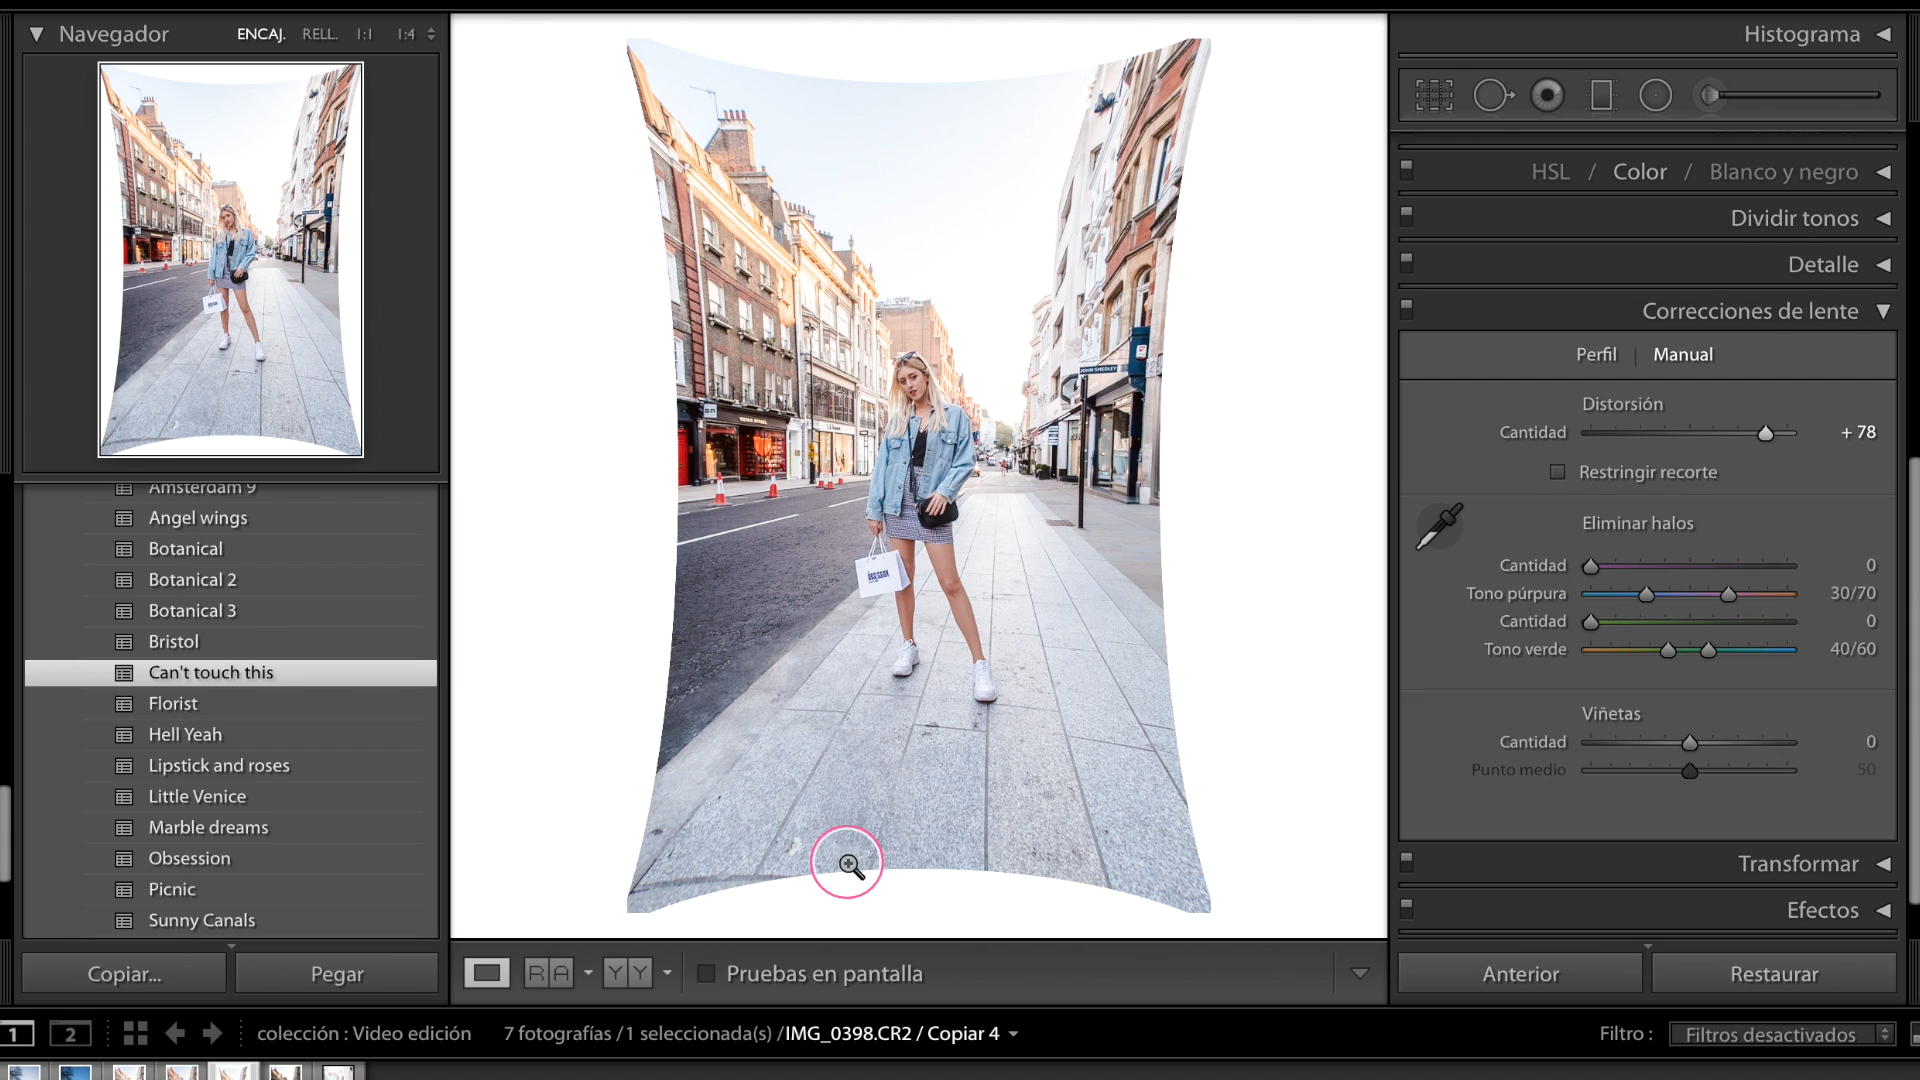 Navegador
ENCAJ. RELL. 1:1 1:4
Amsterdam 9
Angel wings
Botanical
Botanical 2
Botanical 3
Bristol
Can't touch this
Florist
Hell Yeah
Lipstick and roses
Little Venice
Marble dreams
Obsession
Picnic
Sunny Canals
Copiar... Pegar
JOHN SMEDLEY
R A Y Y Pruebas en pantalla
Histograma
HSL / Color / Blanco y negro
Dividir tonos
Detalle
Correcciones de lente
Perfil | Manual
Distorsión
Cantidad + 78
Restringir recorte
Eliminar halos
Cantidad 0
Tono púrpura 30/70
Cantidad 0
Tono verde 40/60
Viñetas
Cantidad 0
Punto medio 50
Transformar
Efectos
Anterior Restaurar
1 2 colección : Video edición 7 fotografías /1 seleccionada(s) /IMG_0398.CR2 / Copiar 4
Filtro : Filtros desactivados